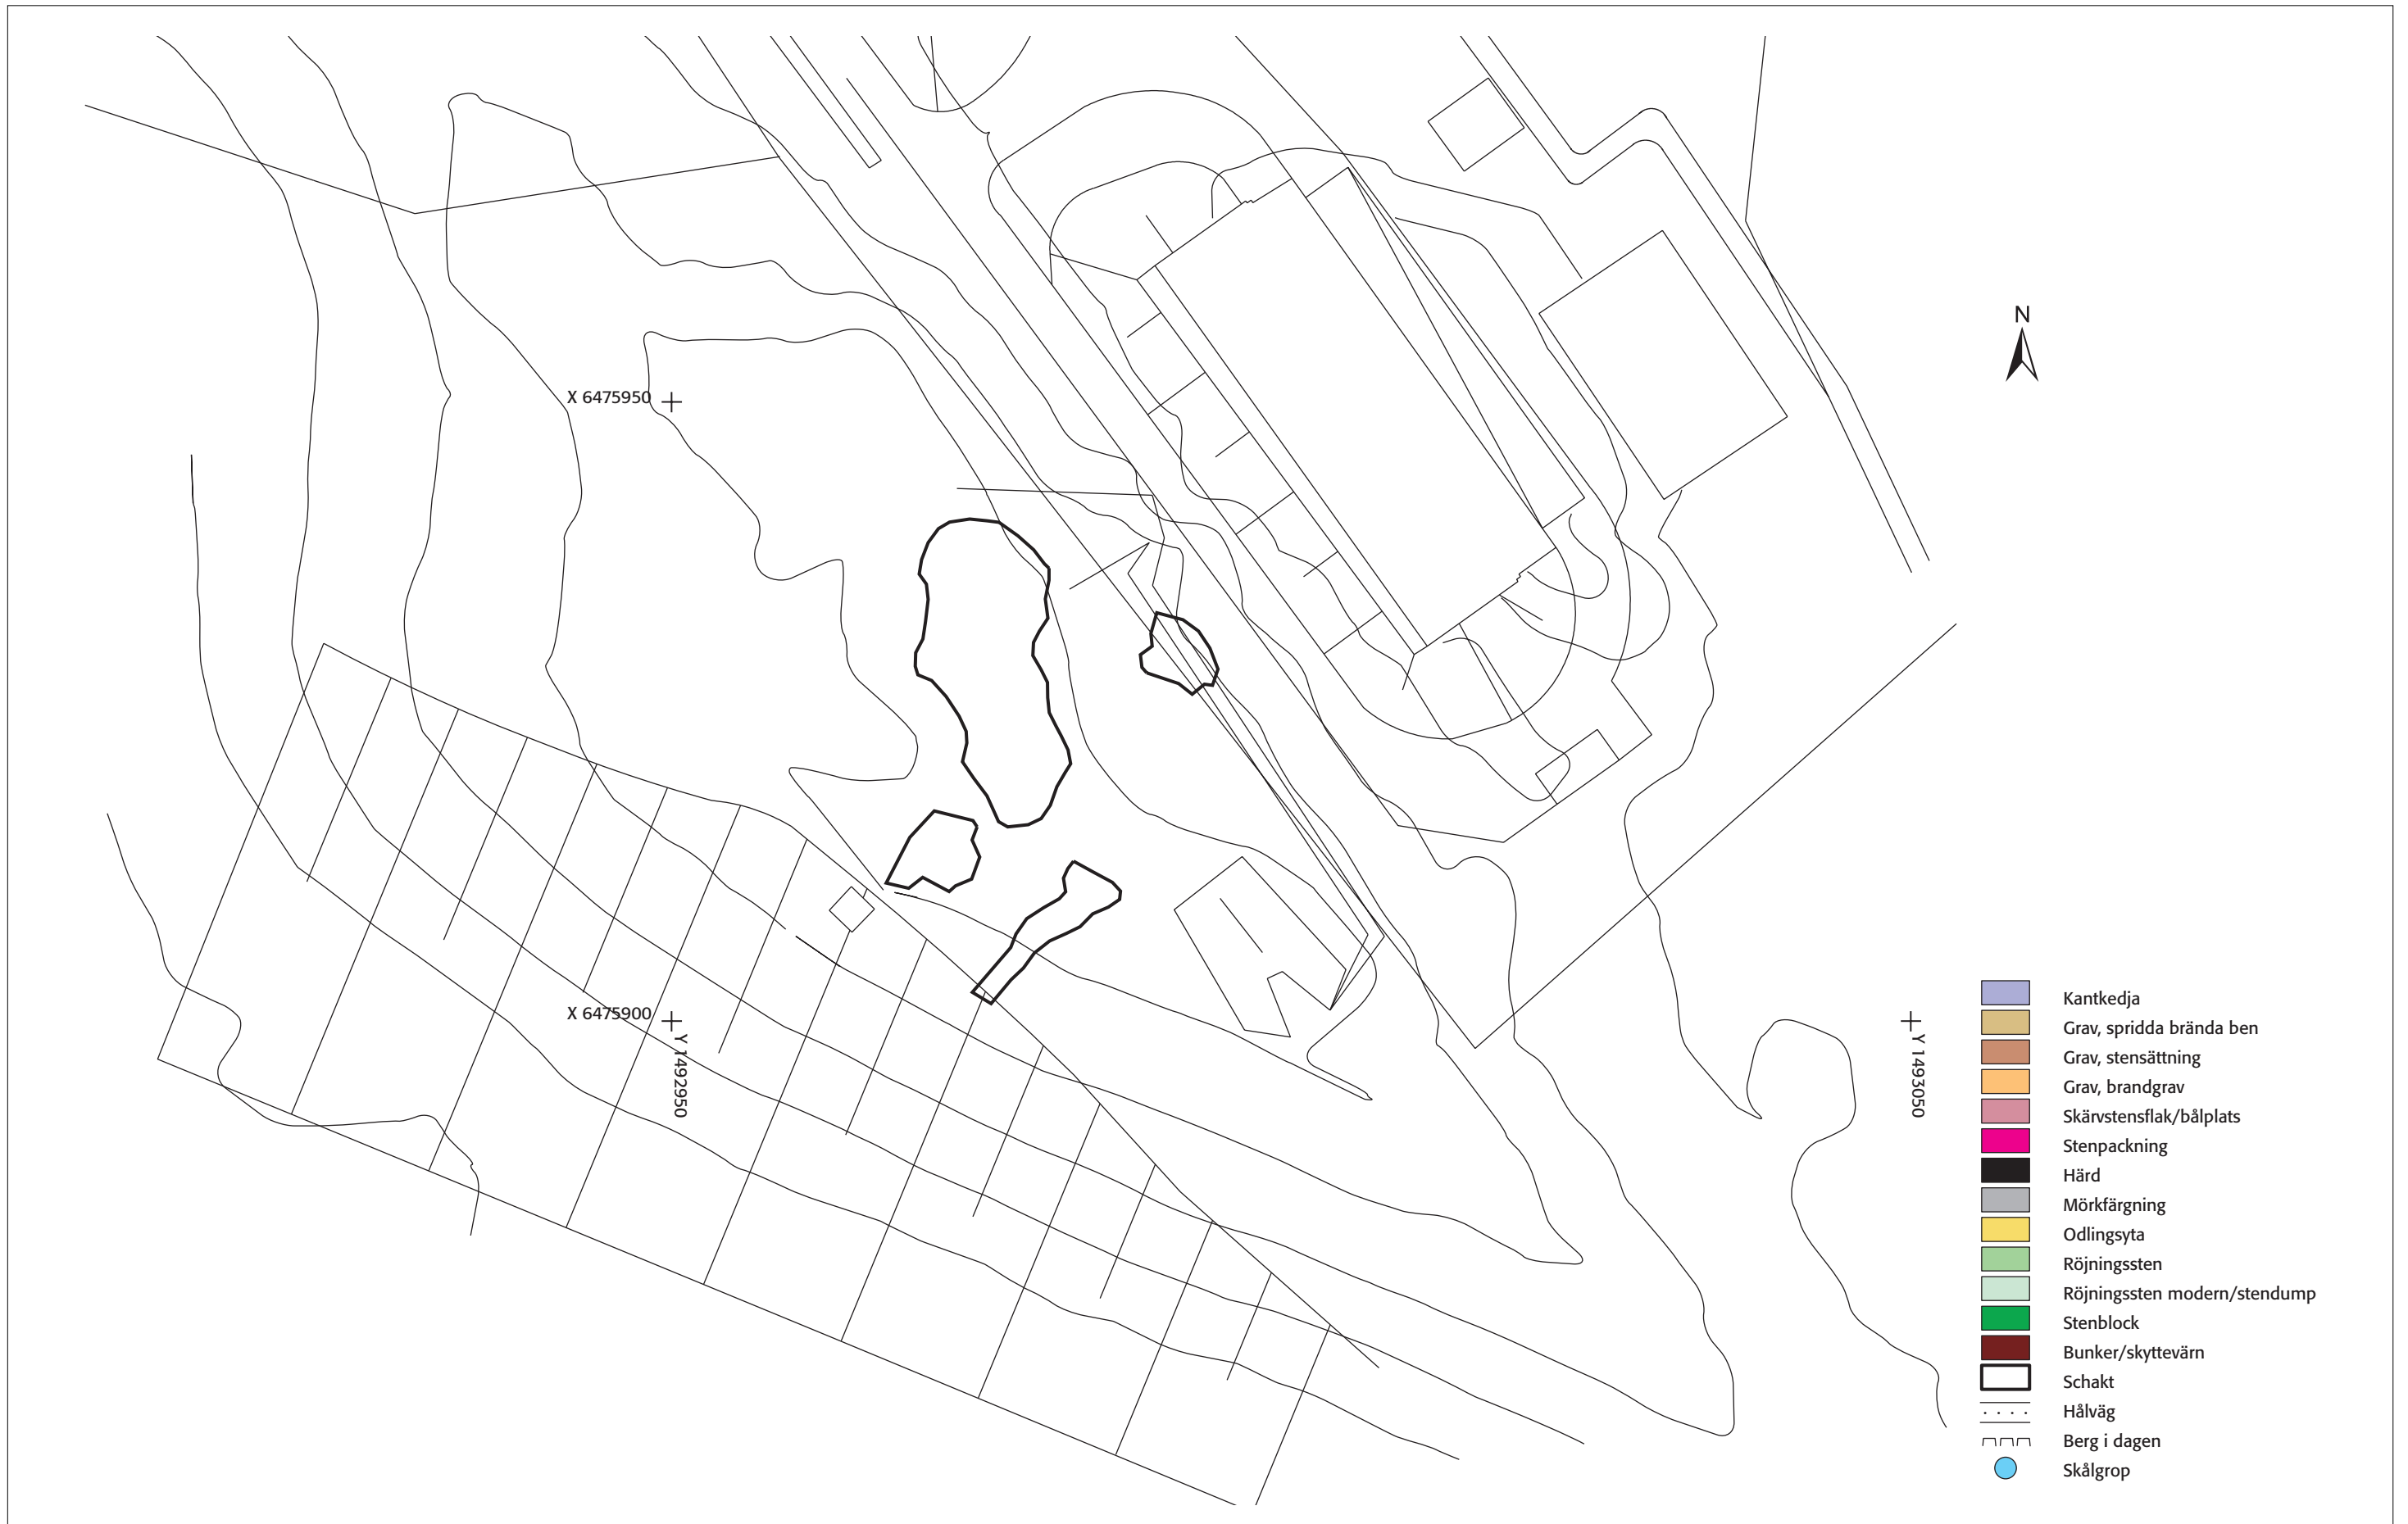 N
X 6475950
X 6475900
Y 1492950
Y 1493050
Kantkedja
Grav, spridda brända ben
Grav, stensättning
Grav, brandgrav
Skärvstensflak/bålplats
Stenpackning
Härd
Mörkfärgning
Odlingsyta
Röjningssten
Röjningssten modern/stendump
Stenblock
Bunker/skyttevärn
Schakt
Hålväg
Berg i dagen
Skålgrop